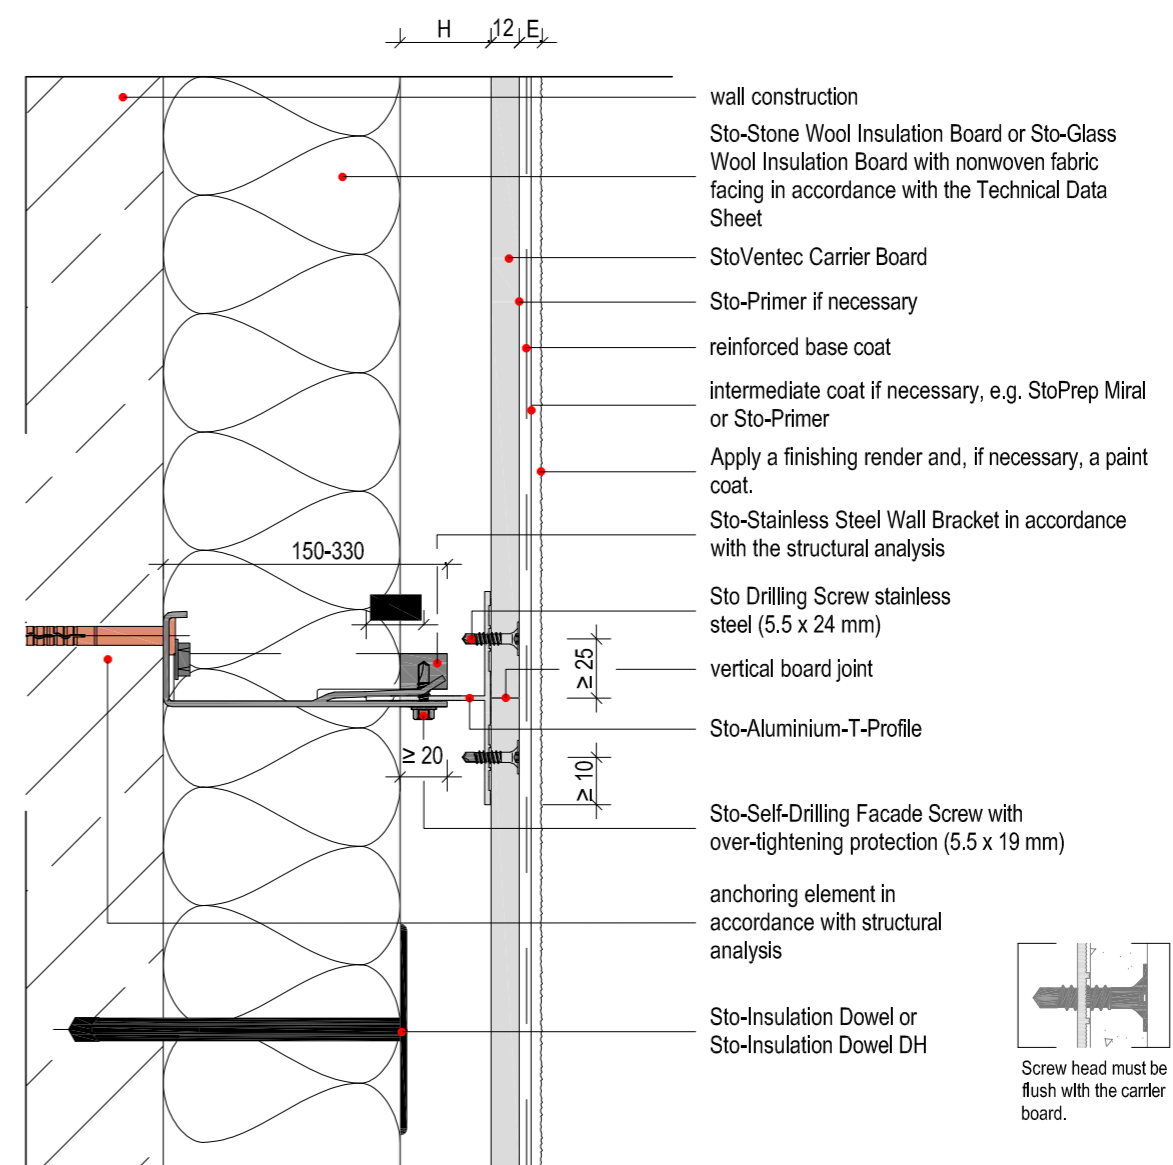 H 12 E
wall construction
Sto-Stone Wool Insulation Board or Sto-Glass
Wool Insulation Board with nonwoven fabric
facing in accordance with the Technical Data
Sheet
StoVentec Carrier Board
Sto-Primer if necessary
reinforced base coat
intermediate coat if necessary, e.g. StoPrep Miral
or Sto-Primer
Apply a finishing render and, if necessary, a paint
coat.
Sto-Stainless Steel Wall Bracket in accordance
with the structural analysis
150-330
Sto Drilling Screw stainless
steel (5.5 x 24 mm)
≥ 25
vertical board joint
Sto-Aluminium-T-Profile
≥ 20
≥ 10
Sto-Self-Drilling Facade Screw with
over-tightening protection (5.5 x 19 mm)
anchoring element in
accordance with structural
analysis
Sto-Insulation Dowel or
Sto-Insulation Dowel DH
Screw head must be
flush with the carrier
board.